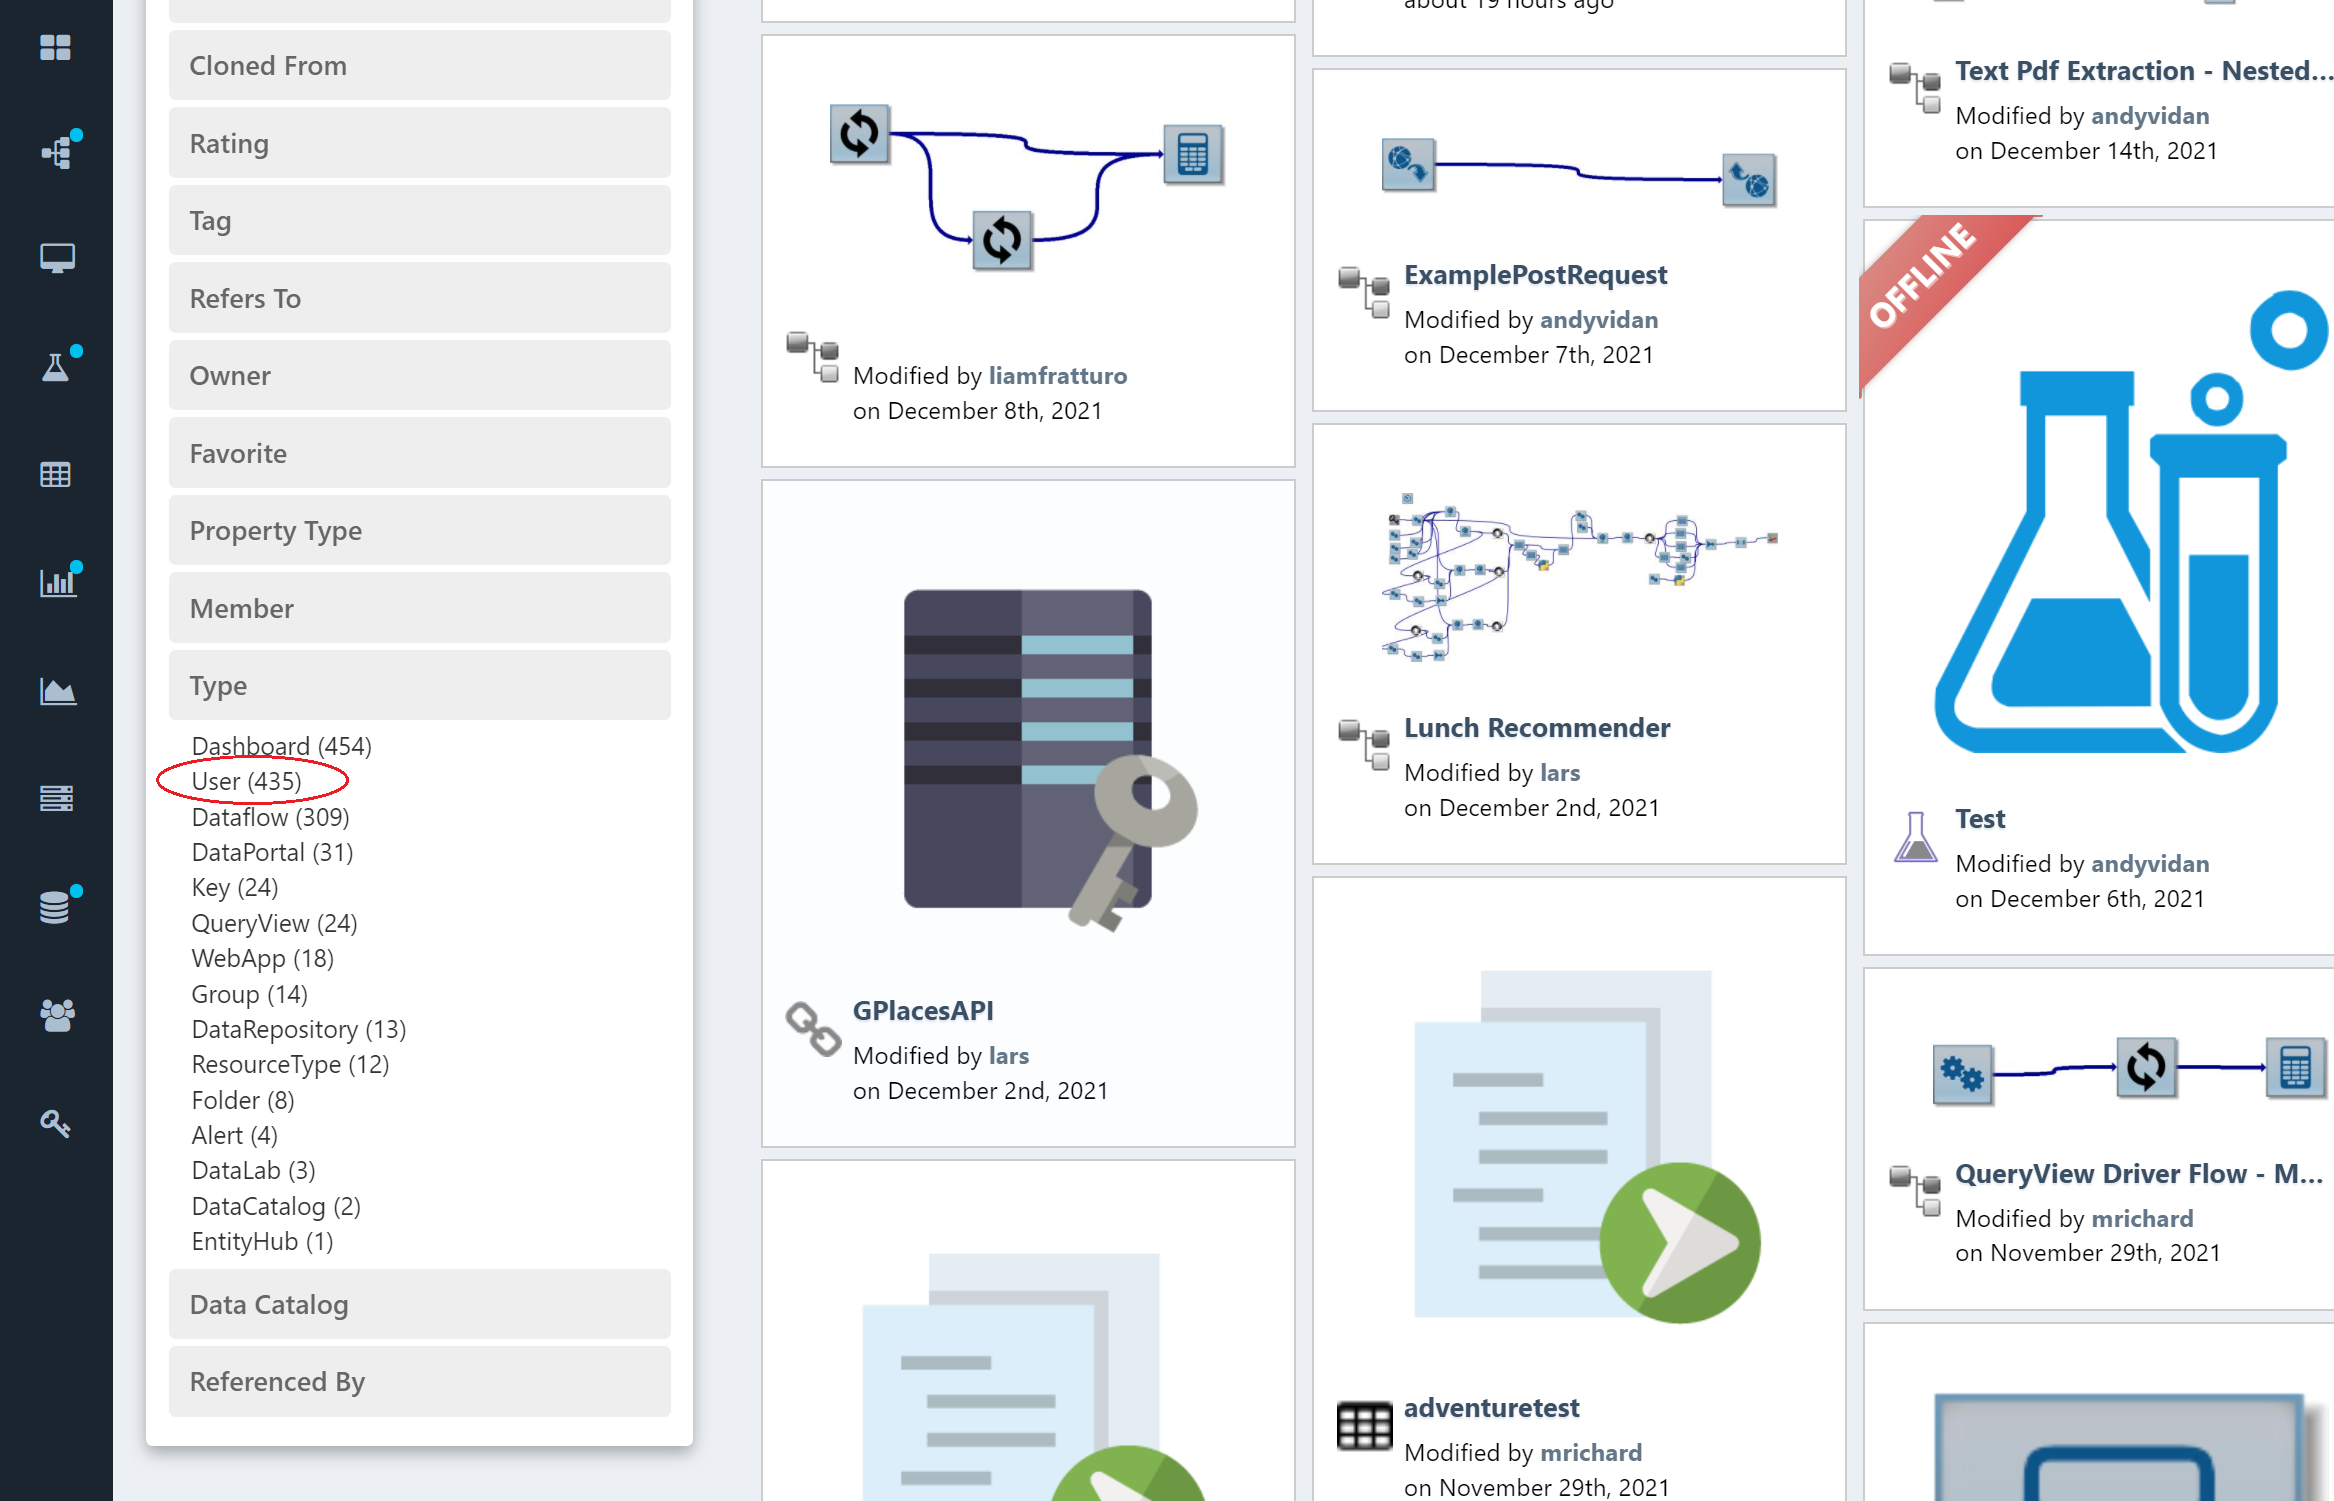 Cloned From
Rating
Tag
Refers To
Owner
Favorite
Property Type
Member
Type
Dashboard (454)
User (435)
Dataflow (309)
DataPortal (31)
Key (24)
QueryView (24)
WebApp (18)
Group (14)
DataRepository (13)
ResourceType (12)
Folder (8)
Alert (4)
DataLab (3)
DataCatalog (2)
EntityHub (1)
Data Catalog
Referenced By
Modified by liamfratturo
on December 8th, 2021
GPlacesAPI
Modified by lars
on December 2nd, 2021
about 19 hours ago
ExamplePostRequest
Modified by andyvidan
on December 7th, 2021
Lunch Recommender
Modified by lars
on December 2nd, 2021
adventuretest
Modified by mrichard
on November 29th, 2021
Text Pdf Extraction - Nested...
Modified by andyvidan
on December 14th, 2021
OFFLINE
Test
Modified by andyvidan
on December 6th, 2021
QueryView Driver Flow - M...
Modified by mrichard
on November 29th, 2021